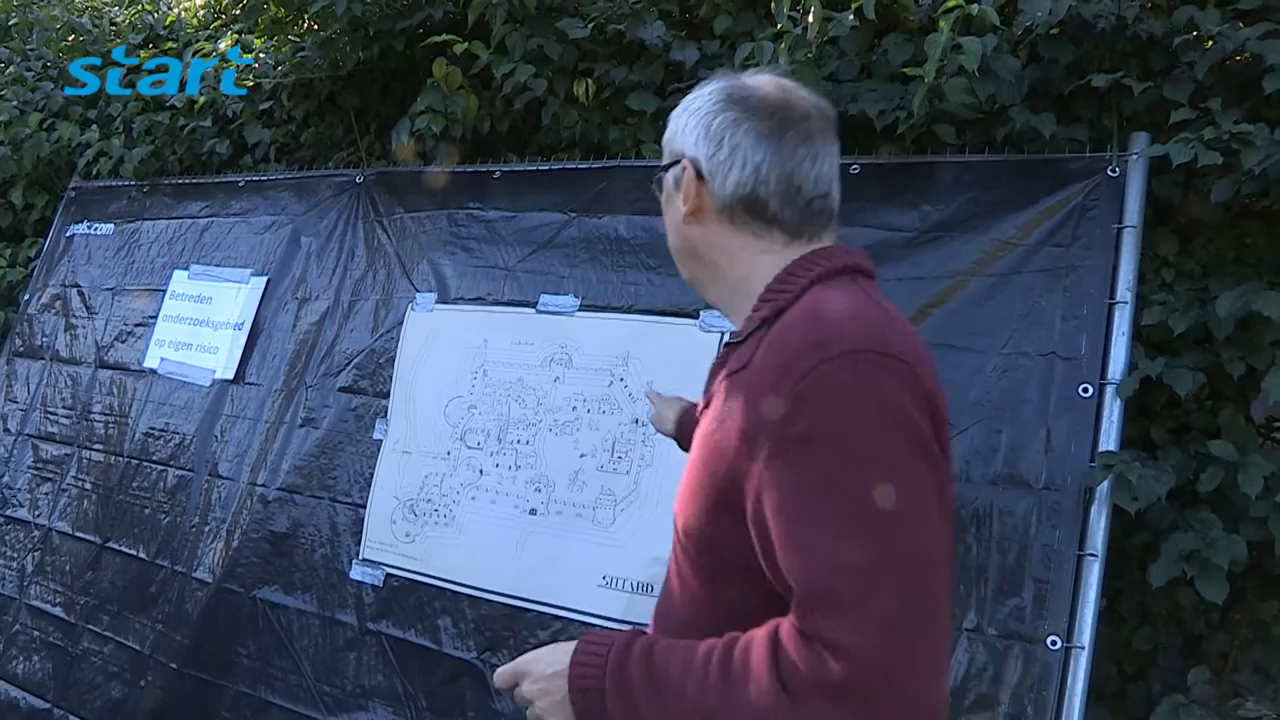 start
Betreden
onderzoeksgebied
op eigen risico
SITTARD